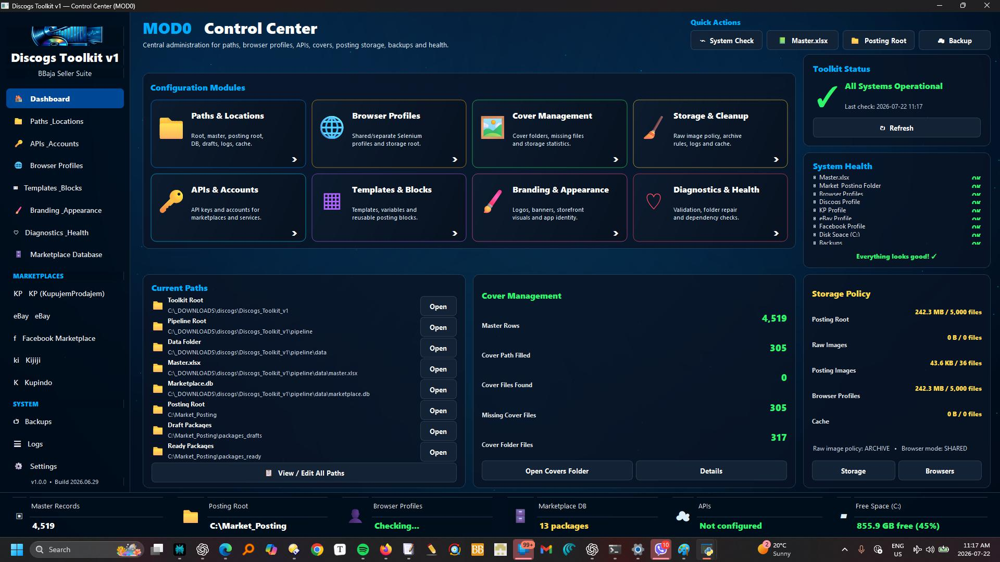 Discogs Toolkit v1 — Control Center (MOD0)
Discogs Toolkit v1
BBaja Seller Suite
Dashboard
Paths _Locations
APIs _Accounts
Browser Profiles
Templates _Blocks
Branding _Appearance
Diagnostics _Health
Marketplace Database
MARKETPLACES
KP KP (KupujemProdajem)
eBay eBay
f Facebook Marketplace
ki Kijiji
K Kupindo
SYSTEM
Backups
Logs
Settings
v1.0.0 • Build 2026.06.29
MOD0 Control Center
Central administration for paths, browser profiles, APIs, covers, posting storage, backups and health.
Quick Actions
System Check
Master.xlsx
Posting Root
Backup
Configuration Modules
Paths & Locations
Root, master, posting root,
DB, drafts, logs, cache.
Browser Profiles
Shared/separate Selenium
profiles and storage root.
Cover Management
Cover folders, missing files
and storage statistics.
Storage & Cleanup
Raw image policy, archive
rules, logs and cache.
APIs & Accounts
API keys and accounts for
marketplaces and services.
Templates & Blocks
Templates, variables and
reusable posting blocks.
Branding & Appearance
Logos, banners, storefront
visuals and app identity.
Diagnostics & Health
Validation, folder repair
and dependency checks.
Toolkit Status
✓ All Systems Operational
Last check: 2026-07-22 11:17
Refresh
System Health
Master.xlsx OK
Market_Posting Folder OK
Browser Profiles OK
Discogs Profile OK
KP Profile OK
eBay Profile OK
Facebook Profile OK
Disk Space (C:) OK
Backups OK
Everything looks good! ✓
Current Paths
Toolkit Root
C:\_DOWNLOADS\discogs\Discogs_Toolkit_v1
Open
Pipeline Root
C:\_DOWNLOADS\discogs\Discogs_Toolkit_v1\pipeline
Open
Data Folder
C:\_DOWNLOADS\discogs\Discogs_Toolkit_v1\pipeline\data
Open
Master.xlsx
C:\_DOWNLOADS\discogs\Discogs_Toolkit_v1\pipeline\data\master.xlsx
Open
Marketplace.db
C:\_DOWNLOADS\discogs\Discogs_Toolkit_v1\pipeline\data\marketplace.db
Open
Posting Root
C:\Market_Posting
Open
Draft Packages
C:\Market_Posting\packages_drafts
Open
Ready Packages
C:\Market_Posting\packages_ready
Open
View / Edit All Paths
Cover Management
Master Rows 4,519
Cover Path Filled 305
Cover Files Found 0
Missing Cover Files 305
Cover Folder Files 317
Open Covers Folder
Details
Storage Policy
Posting Root 242.3 MB / 5,000 files
Raw Images 0 B / 0 files
Posting Images 43.6 KB / 36 files
Browser Profiles 242.3 MB / 5,000 files
Cache 0 B / 0 files
Raw image policy: ARCHIVE • Browser mode: SHARED
Storage
Browsers
Master Records
4,519
Posting Root
C:\Market_Posting
Browser Profiles
Checking...
Marketplace DB
13 packages
APIs
Not configured
Free Space (C:)
855.9 GB free (45%)
Search
T
BB
99+
10
2
20°C
Sunny
ENG
US
11:17 AM
2026-07-22